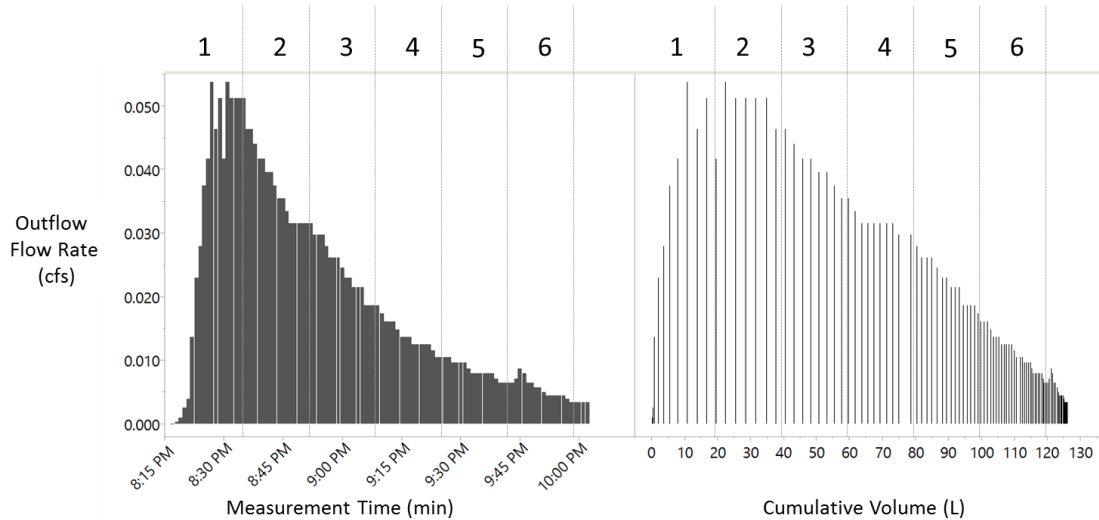 1 2 3 4 5 6
1 2 3 4 5 6
Outflow
Flow Rate
(cfs)
0.050
0.040
0.030
0.020
0.010
0.000
8:15 PM 8:30 PM 8:45 PM 9:00 PM 9:15 PM 9:30 PM 9:45 PM 10:00 PM
0 10 20 30 40 50 60 70 80 90 100 110 120 130
Measurement Time (min)
Cumulative Volume (L)